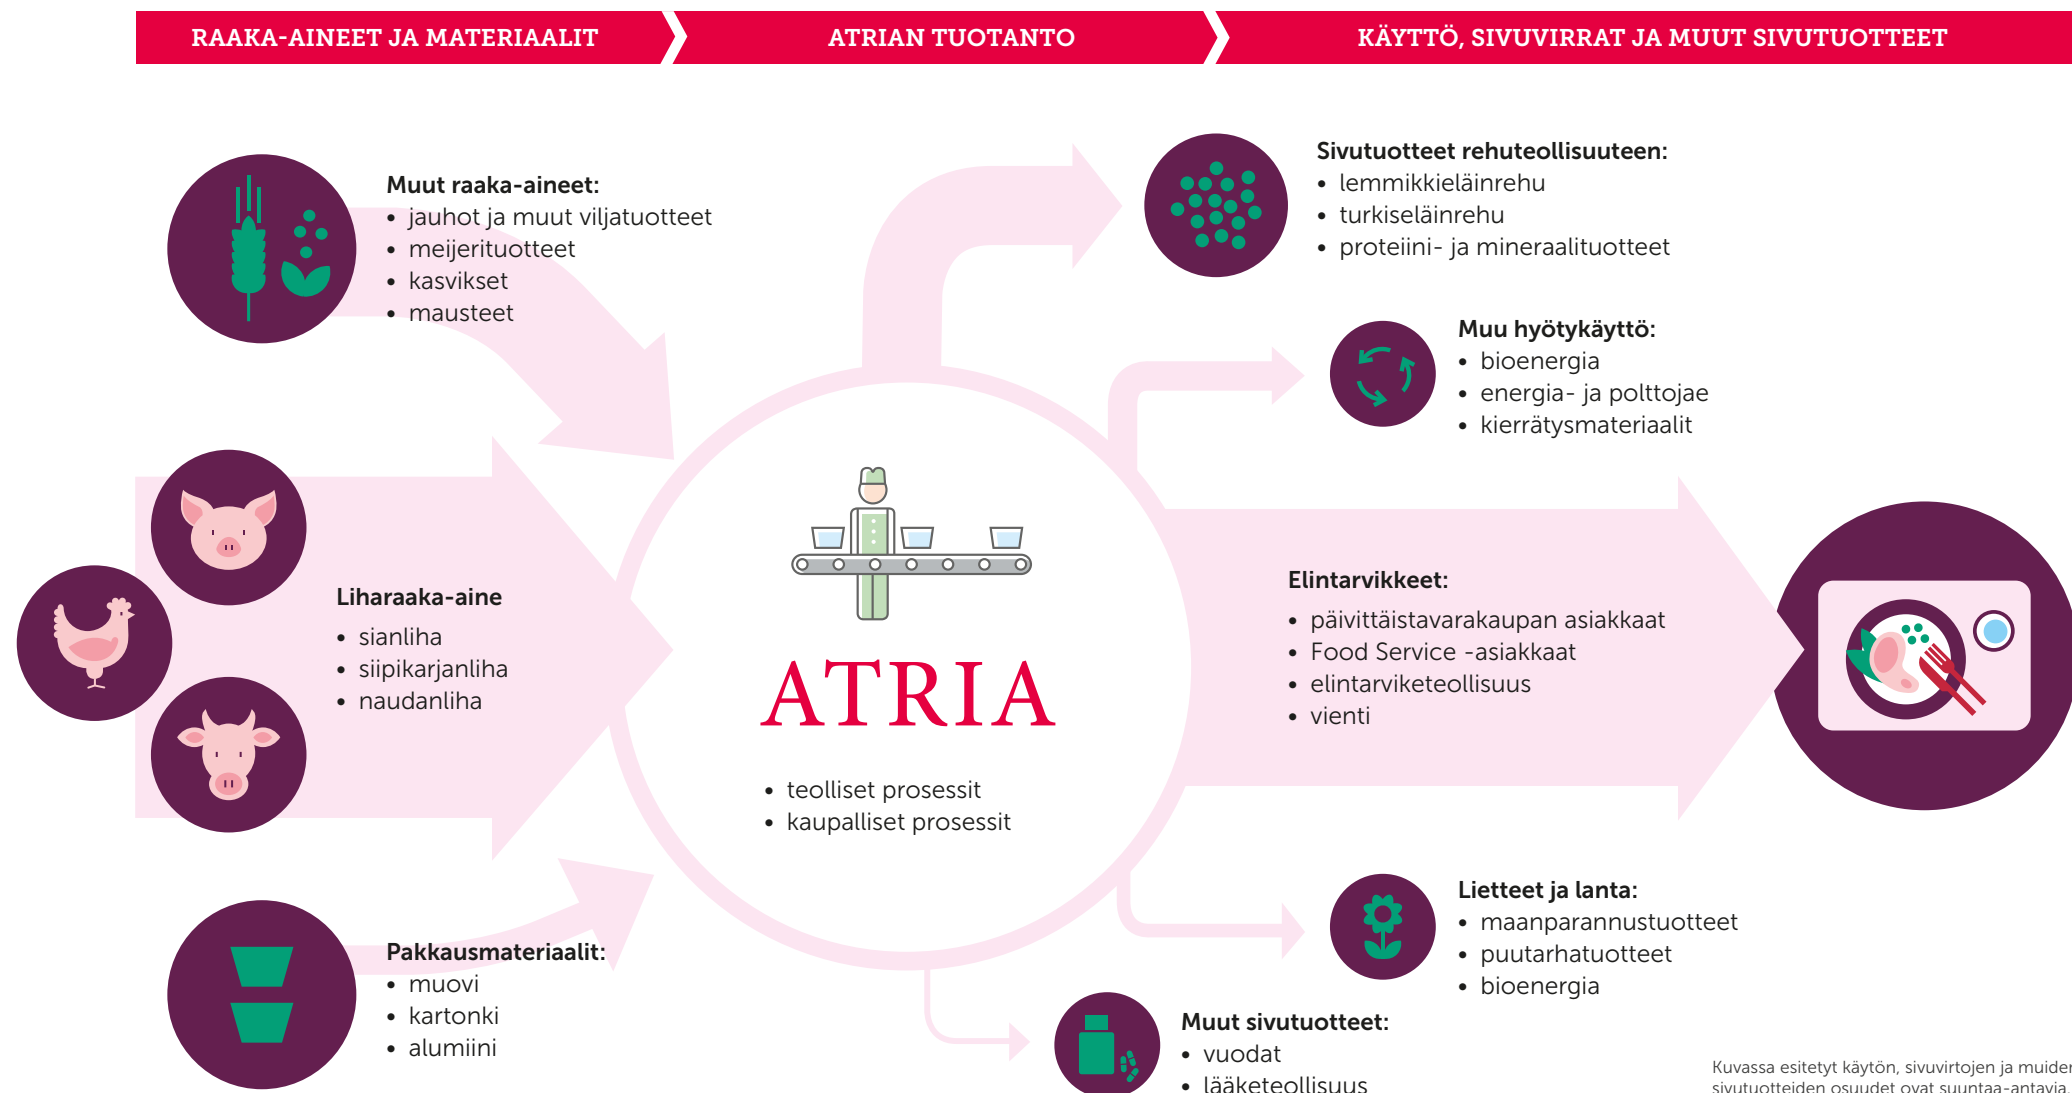 RAAKA-AINEET JA MATERIAALIT
ATRIAN TUOTANTO
KÄYTTÖ, SIVUVIRRAT JA MUUT SIVUTUOTTEET
Muut raaka-aineet:
• jauhot ja muut viljatuotteet
• meijerituotteet
• kasvikset
• mausteet
Liharaaka-aine
• sianliha
• siipikarjanliha
• naudanliha
Pakkausmateriaalit:
• muovi
• kartonki
• alumiini
ATRIA
• teolliset prosessit
• kaupalliset prosessit
Sivutuotteet rehuteollisuuteen:
• lemmikkieläinrehu
• turkiseläinrehu
• proteiini- ja mineraalituotteet
Muu hyötykäyttö:
• bioenergia
• energia- ja polttojae
• kierrätysmateriaalit
Elintarvikkeet:
• päivittäistavarakaupan asiakkaat
• Food Service -asiakkaat
• elintarviketeollisuus
• vienti
Lietteet ja lanta:
• maanparannustuotteet
• puutarhatuotteet
• bioenergia
Muut sivutuotteet:
• vuodat
• lääketeollisuus
Kuvassa esitetyt käytön, sivuvirtojen ja muiden
sivutuotteiden osuudet ovat suuntaa-antavia.